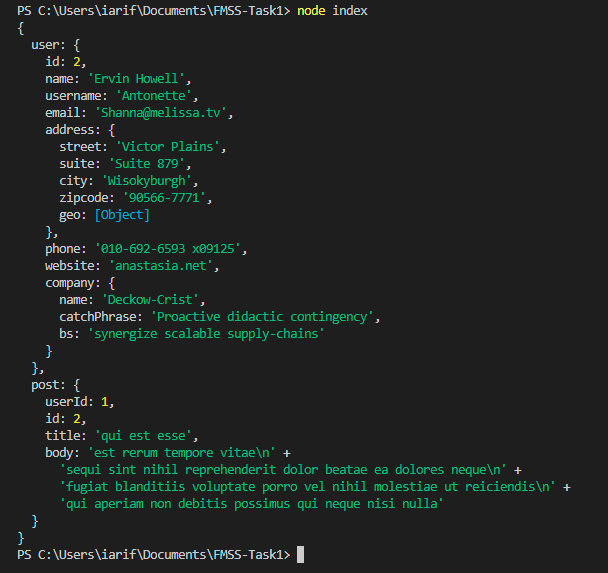 PS C:\Users\iarif\Documents\FMSS-Task1> node index
{
  user: {
    id: 2,
    name: 'Ervin Howell',
    username: 'Antonette',
    email: 'Shanna@melissa.tv',
    address: {
      street: 'Victor Plains',
      suite: 'Suite 879',
      city: 'Wisokyburgh',
      zipcode: '90566-7771',
      geo: [Object]
    },
    phone: '010-692-6593 x09125',
    website: 'anastasia.net',
    company: {
      name: 'Deckow-Crist',
      catchPhrase: 'Proactive didactic contingency',
      bs: 'synergize scalable supply-chains'
    }
  },
  post: {
    userId: 1,
    id: 2,
    title: 'qui est esse',
    body: 'est rerum tempore vitae\n' +
      'sequi sint nihil reprehenderit dolor beatae ea dolores neque\n' +
      'fugiat blanditiis voluptate porro vel nihil molestiae ut reiciendis\n' +
      'qui aperiam non debitis possimus qui neque nisi nulla'
  }
}
PS C:\Users\iarif\Documents\FMSS-Task1>